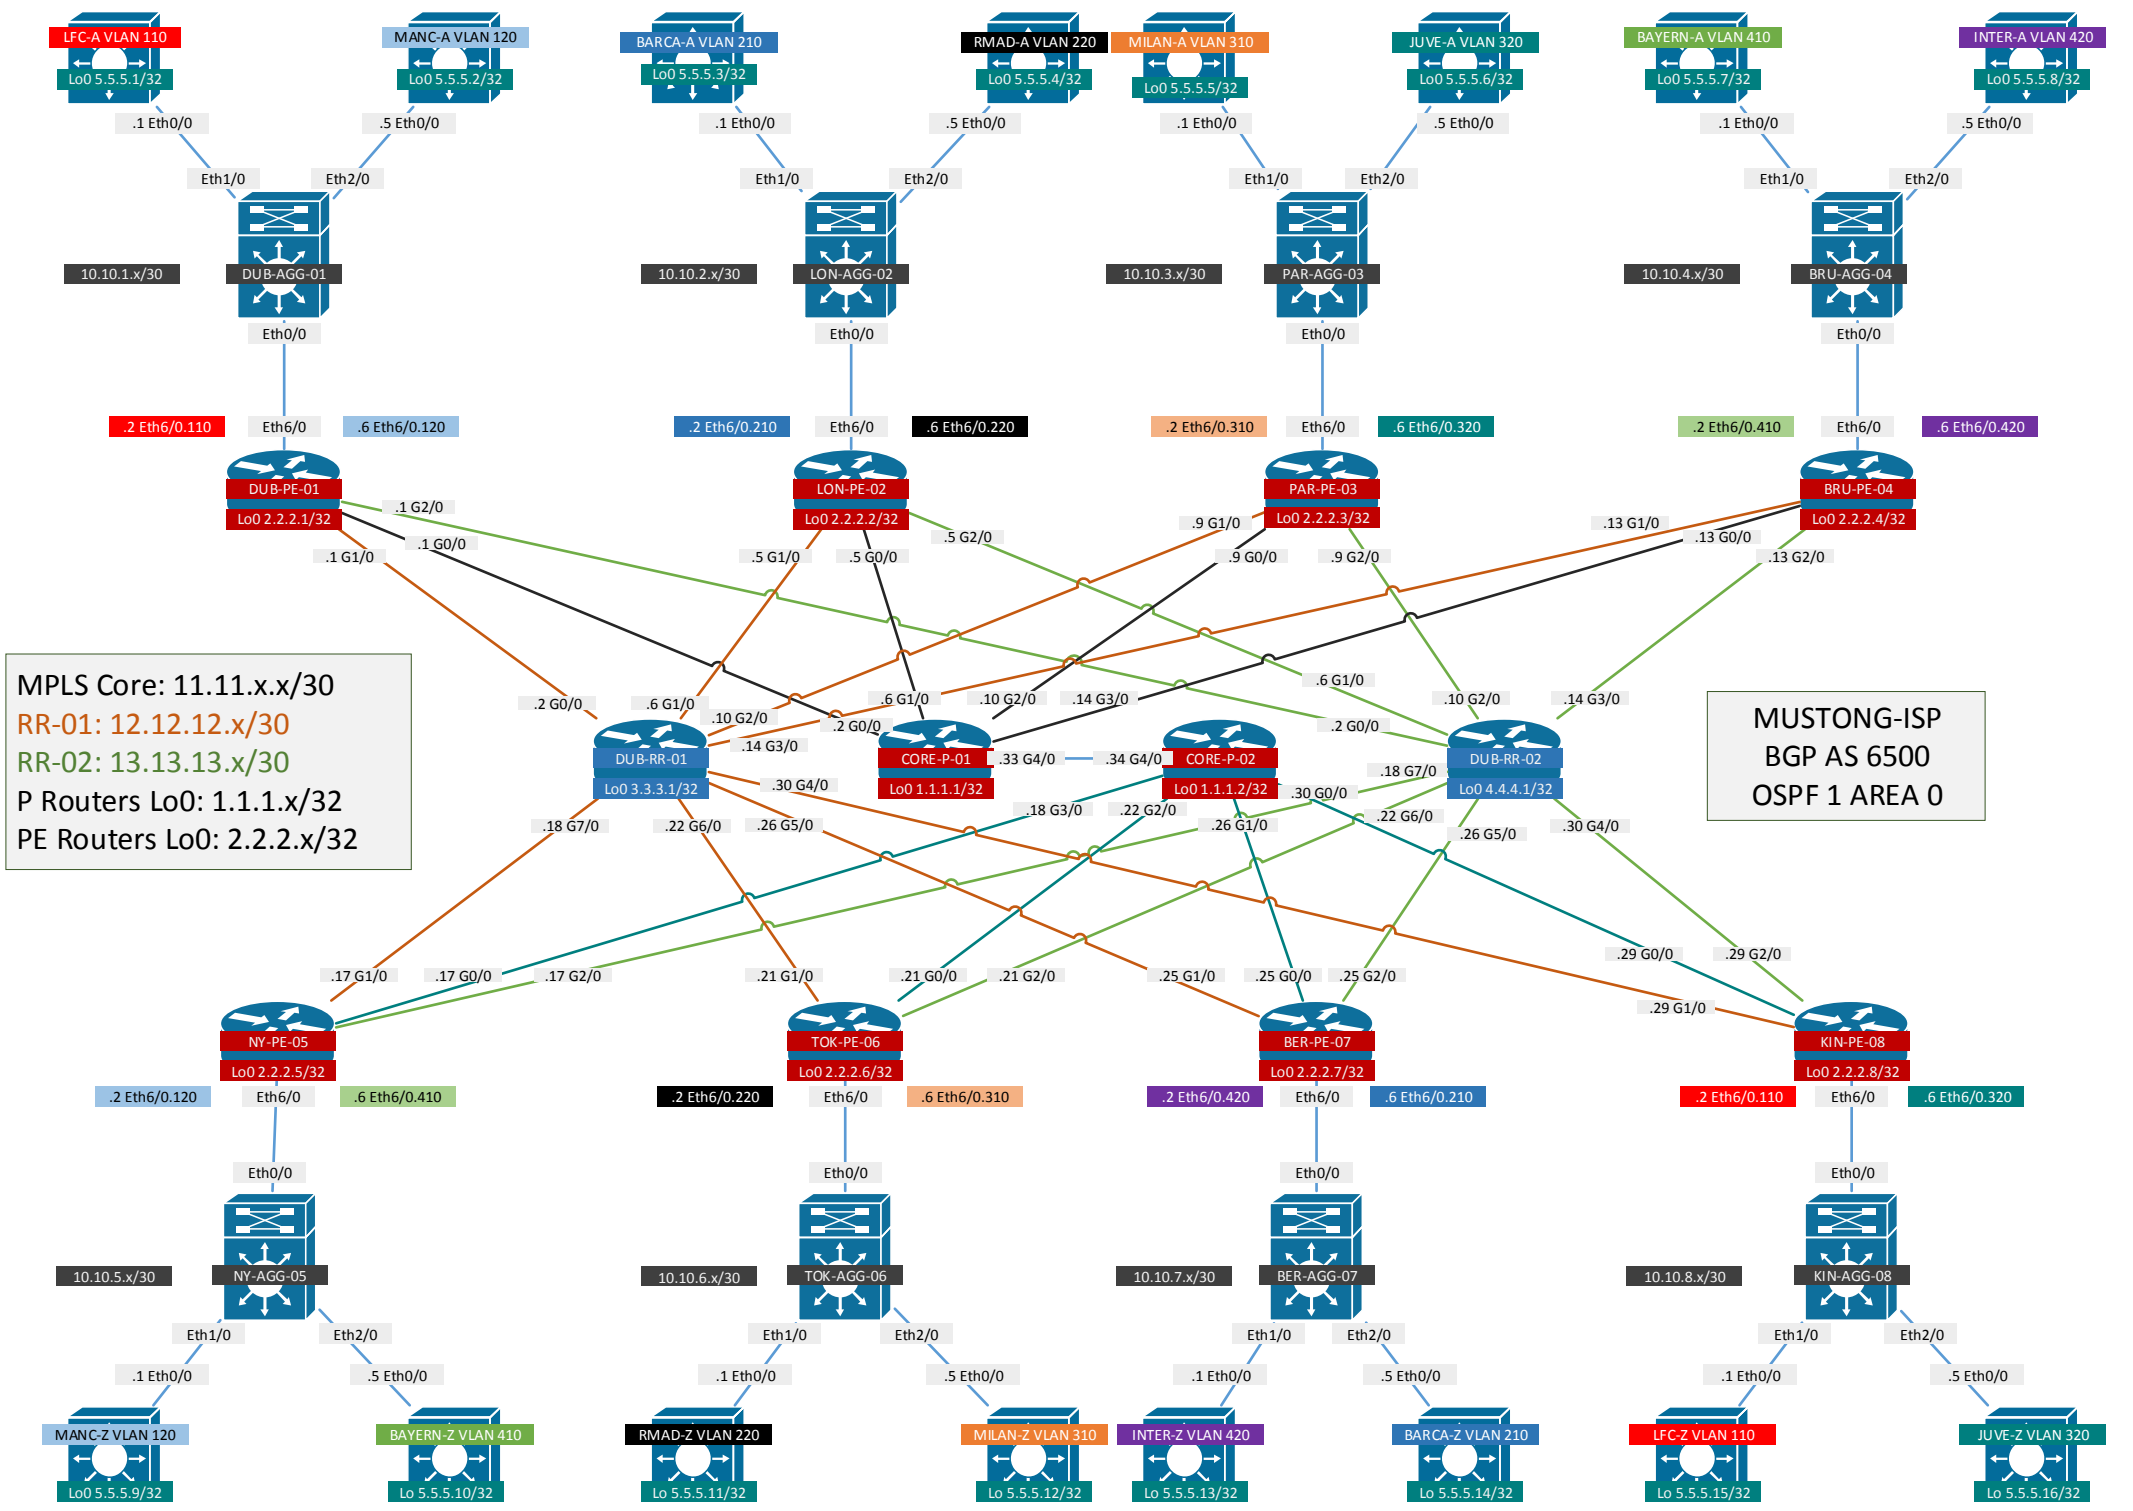 LFC-A VLAN 110
MANC-A VLAN 120
BARCA-A VLAN 210
RMAD-A VLAN 220
MILAN-A VLAN 310
JUVE-A VLAN 320
BAYERN-A VLAN 410
INTER-A VLAN 420
Lo0 5.5.5.1/32
Lo0 5.5.5.2/32
Lo0 5.5.5.3/32
Lo0 5.5.5.4/32
Lo0 5.5.5.5/32
Lo0 5.5.5.6/32
Lo0 5.5.5.7/32
Lo0 5.5.5.8/32
.1 Eth0/0
.5 Eth0/0
.1 Eth0/0
.5 Eth0/0
.1 Eth0/0
.5 Eth0/0
.1 Eth0/0
.5 Eth0/0
Eth1/0
Eth2/0
Eth1/0
Eth2/0
Eth1/0
Eth2/0
Eth1/0
Eth2/0
10.10.1.x/30
DUB-AGG-01
10.10.2.x/30
LON-AGG-02
10.10.3.x/30
PAR-AGG-03
10.10.4.x/30
BRU-AGG-04
Eth0/0
Eth0/0
Eth0/0
Eth0/0
.2 Eth6/0.110
Eth6/0
.6 Eth6/0.120
.2 Eth6/0.210
Eth6/0
.6 Eth6/0.220
.2 Eth6/0.310
Eth6/0
.6 Eth6/0.320
.2 Eth6/0.410
Eth6/0
.6 Eth6/0.420
DUB-PE-01
LON-PE-02
PAR-PE-03
BRU-PE-04
Lo0 2.2.2.1/32
Lo0 2.2.2.2/32
Lo0 2.2.2.3/32
Lo0 2.2.2.4/32
.1 G2/0
.1 G0/0
.1 G1/0
.5 G1/0
.5 G0/0
.5 G2/0
.9 G1/0
.9 G0/0
.9 G2/0
.13 G1/0
.13 G0/0
.13 G2/0
MPLS Core: 11.11.x.x/30
RR-01: 12.12.12.x/30
RR-02: 13.13.13.x/30
P Routers Lo0: 1.1.1.x/32
PE Routers Lo0: 2.2.2.x/32
.2 G0/0
.6 G1/0
.10 G2/0
.14 G3/0
.2 G0/0
.6 G1/0
.10 G2/0
.14 G3/0
.6 G1/0
.2 G0/0
.10 G2/0
.14 G3/0
MUSTONG-ISP
BGP AS 6500
OSPF 1 AREA 0
DUB-RR-01
CORE-P-01
.33 G4/0
.34 G4/0
CORE-P-02
DUB-RR-02
Lo0 3.3.3.1/32
Lo0 1.1.1.1/32
Lo0 1.1.1.2/32
Lo0 4.4.4.1/32
.18 G7/0
.22 G6/0
.26 G5/0
.30 G4/0
.18 G3/0
.22 G2/0
.26 G1/0
.30 G0/0
.18 G7/0
.22 G6/0
.26 G5/0
.30 G4/0
.17 G1/0
.17 G0/0
.17 G2/0
.21 G1/0
.21 G0/0
.21 G2/0
.25 G1/0
.25 G0/0
.25 G2/0
.29 G0/0
.29 G2/0
.29 G1/0
NY-PE-05
TOK-PE-06
BER-PE-07
KIN-PE-08
Lo0 2.2.2.5/32
Lo0 2.2.2.6/32
Lo0 2.2.2.7/32
Lo0 2.2.2.8/32
.2 Eth6/0.120
Eth6/0
.6 Eth6/0.410
.2 Eth6/0.220
Eth6/0
.6 Eth6/0.310
.2 Eth6/0.420
Eth6/0
.6 Eth6/0.210
.2 Eth6/0.110
Eth6/0
.6 Eth6/0.320
Eth0/0
Eth0/0
Eth0/0
Eth0/0
10.10.5.x/30
NY-AGG-05
10.10.6.x/30
TOK-AGG-06
10.10.7.x/30
BER-AGG-07
10.10.8.x/30
KIN-AGG-08
Eth1/0
Eth2/0
Eth1/0
Eth2/0
Eth1/0
Eth2/0
Eth1/0
Eth2/0
.1 Eth0/0
.5 Eth0/0
.1 Eth0/0
.5 Eth0/0
.1 Eth0/0
.5 Eth0/0
.1 Eth0/0
.5 Eth0/0
MANC-Z VLAN 120
BAYERN-Z VLAN 410
RMAD-Z VLAN 220
MILAN-Z VLAN 310
INTER-Z VLAN 420
BARCA-Z VLAN 210
LFC-Z VLAN 110
JUVE-Z VLAN 320
Lo0 5.5.5.9/32
Lo 5.5.5.10/32
Lo 5.5.5.11/32
Lo 5.5.5.12/32
Lo 5.5.5.13/32
Lo 5.5.5.14/32
Lo 5.5.5.15/32
Lo 5.5.5.16/32